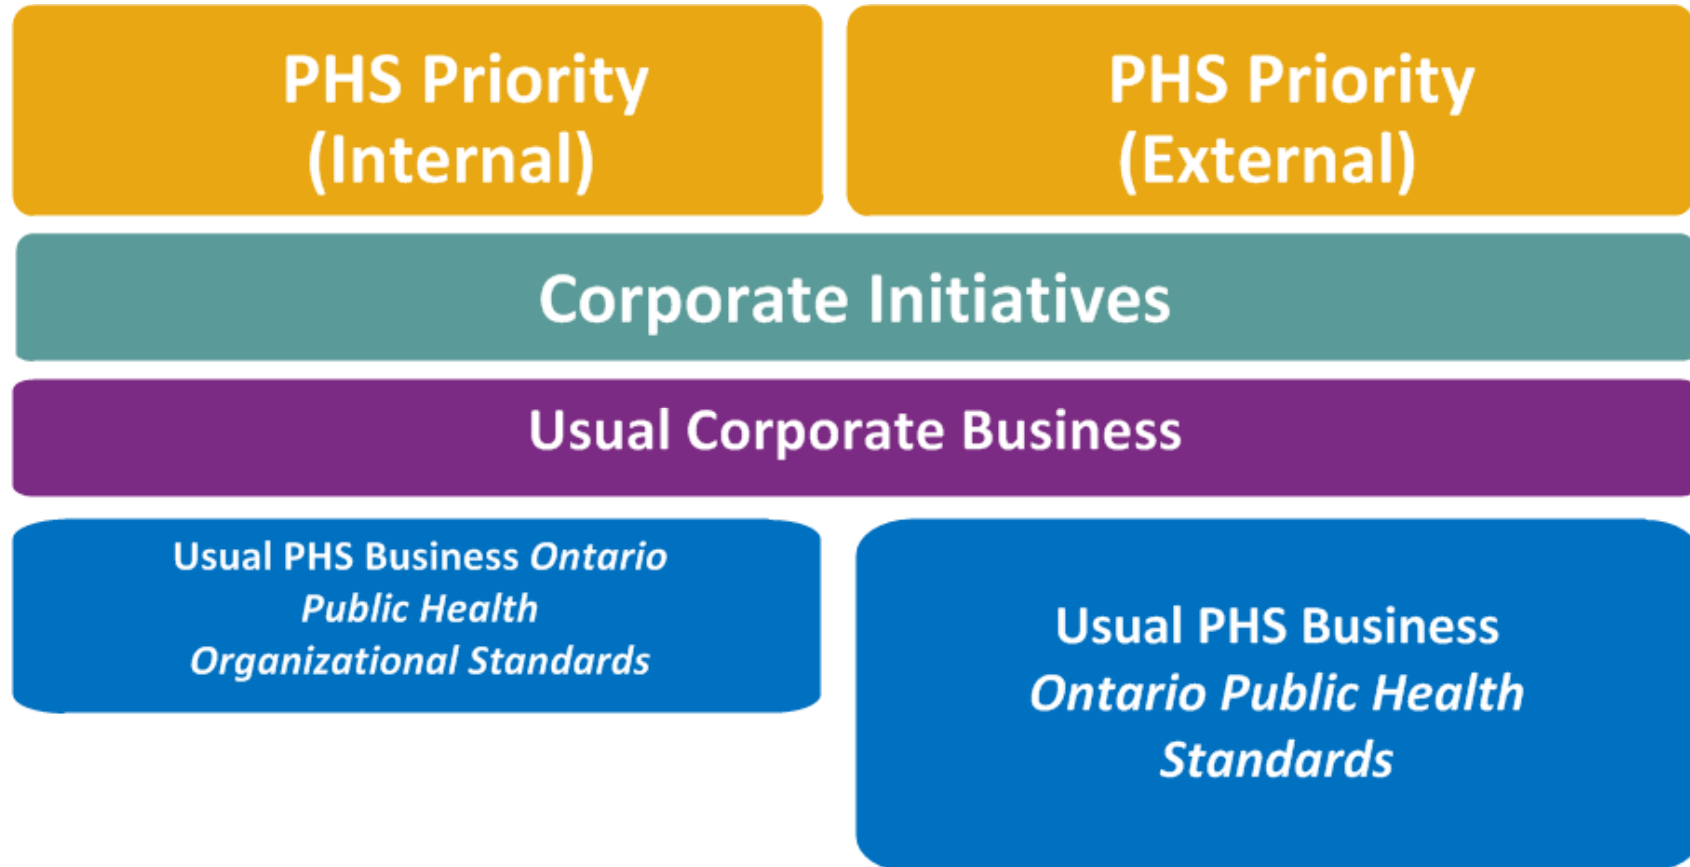 PHS Priority
(Internal)
PHS Priority
(External)
Corporate Initiatives
Usual Corporate Business
Usual PHS Business Ontario
Public Health
Organizational Standards
Usual PHS Business
Ontario Public Health
Standards